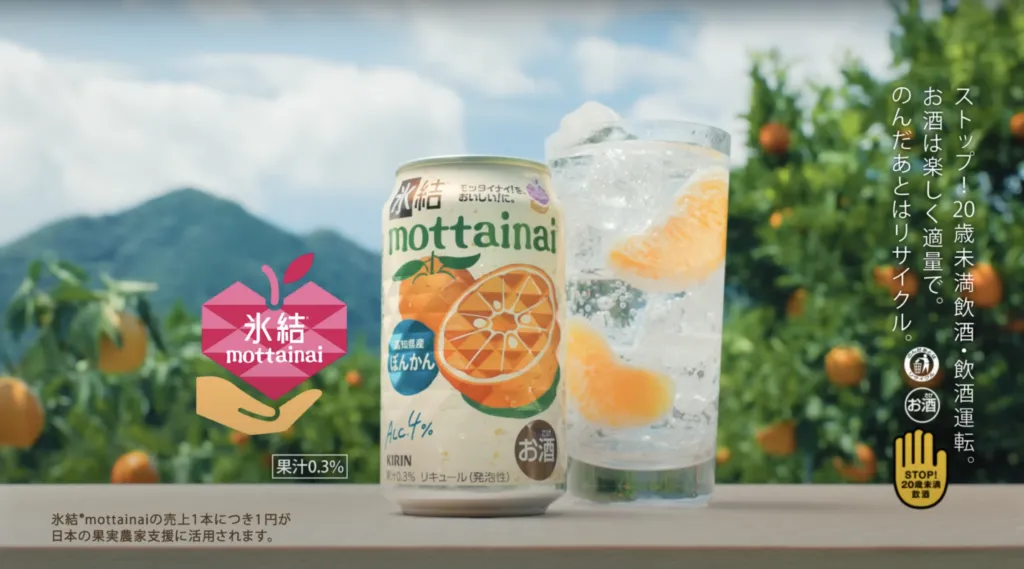 氷結
モッタイナイ!を、
おいしい!に。
mottainai
高知県産
ぽんかん
ALC.4%
お酒
KIRIN
果汁0.3% リキュール(発泡性)
氷結®
mottainai
果汁0.3%
氷結®mottainaiの売上1本につき1円が
日本の果実農家支援に活用されます。
ストップ!20歳未満飲酒・飲酒運転。
お酒は楽しく適量で。
のんだあとはリサイクル。
お酒
STOP!
20歳未満
飲酒